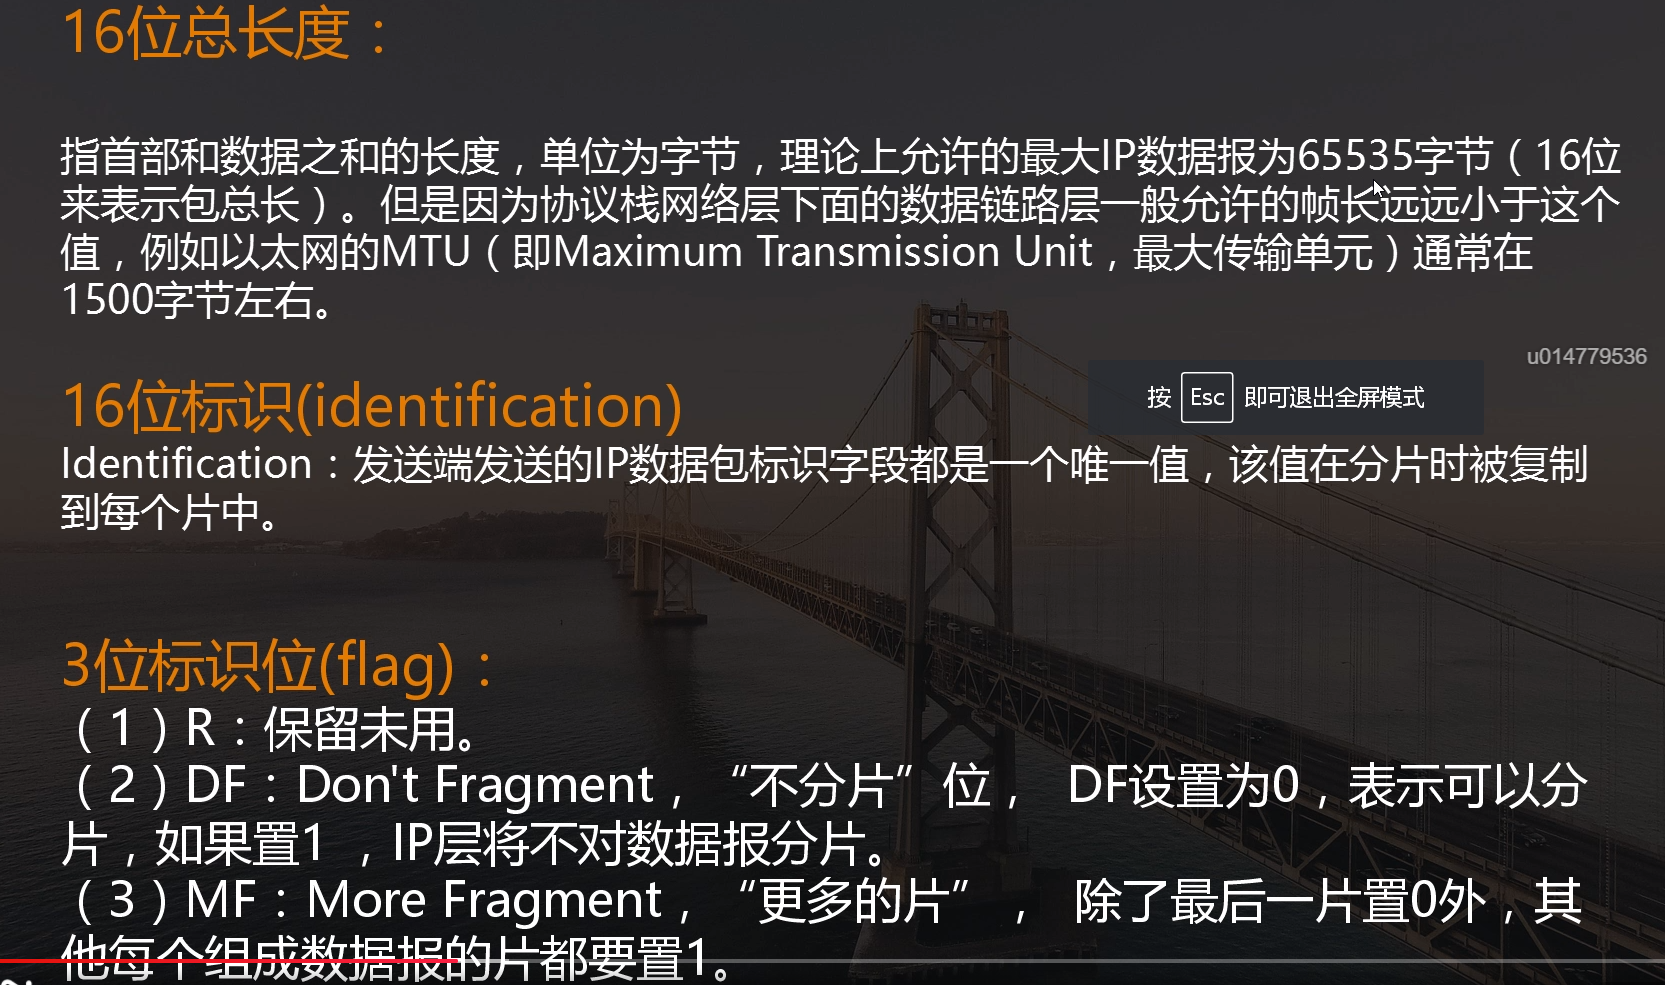 16位总长度：
指首部和数据之和的长度，单位为字节，理论上允许的最大IP数据报为65535字节（16位
来表示包总长）。但是因为协议栈网络层下面的数据链路层一般允许的帧长远远小于这个
值，例如以太网的MTU（即Maximum Transmission Unit，最大传输单元）通常在
1500字节左右。
u014779536
按 Esc 即可退出全屏模式
16位标识(identification)
Identification：发送端发送的IP数据包标识字段都是一个唯一值，该值在分片时被复制
到每个片中。
3位标识位(flag)：
（1）R：保留未用。
（2）DF：Don't Fragment，“不分片”位， DF设置为0，表示可以分
片，如果置1 ，IP层将不对数据报分片。
（3）MF：More Fragment，“更多的片”， 除了最后一片置0外，其
他每个组成数据报的片都要置1。